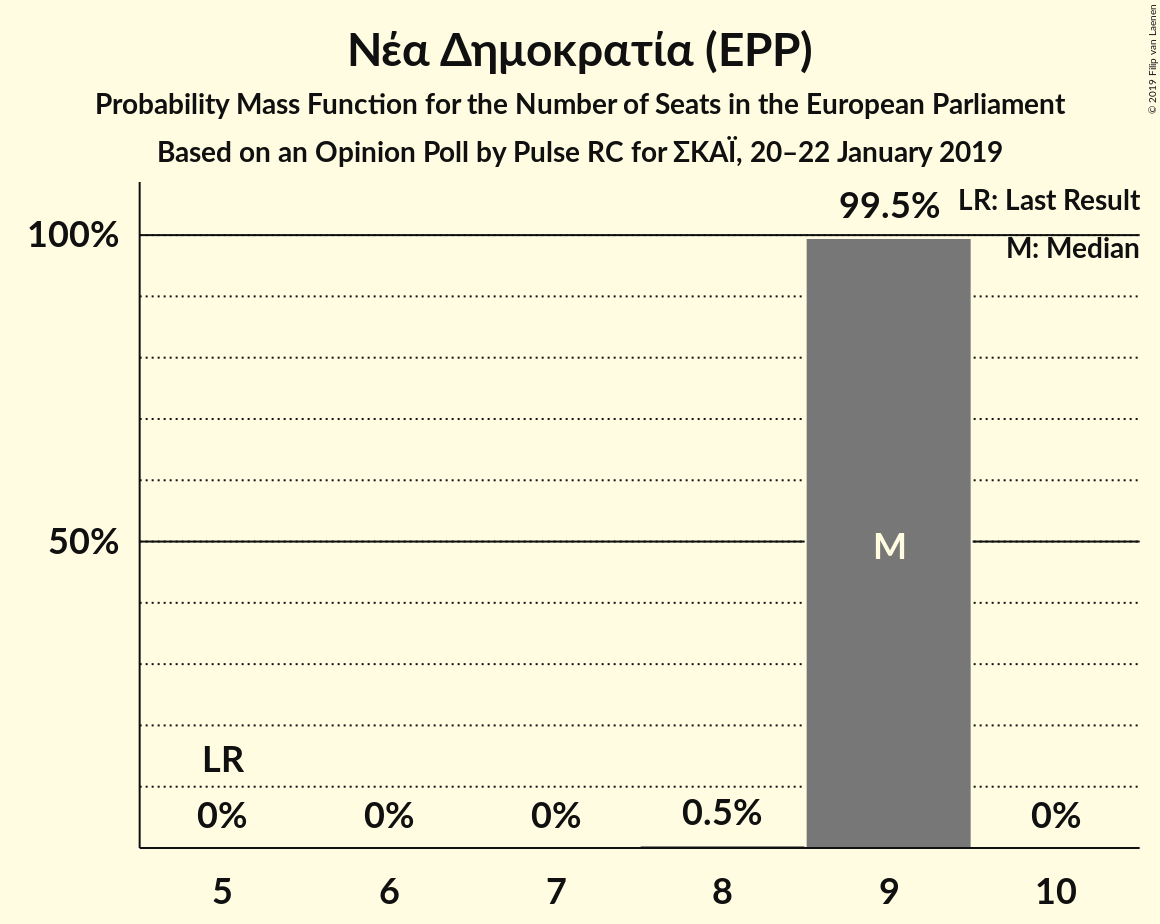 Νέα Δημοκρατία (EPP)
Probability Mass Function for the Number of Seats in the European Parliament
Based on an Opinion Poll by Pulse RC for ΣΚΑΪ, 20–22 January 2019
© 2019 Filip van Laenen
LR: Last Result
M: Median
99.5%
100%
50%
M
LR
0%
0%
0%
0.5%
0%
5
6
7
8
9
10